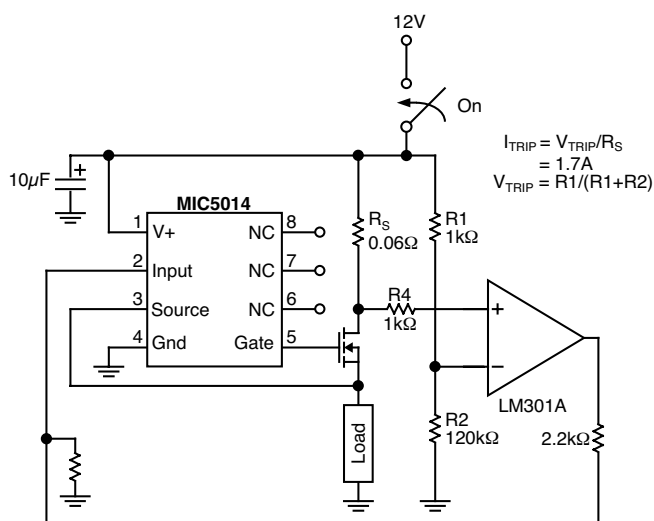 12V
On
I_TRIP = V_TRIP/R_S
= 1.7A
V_TRIP = R1/(R1+R2)
10µF
+
MIC5014
1 V+
2 Input
3 Source
4 Gnd
NC 8
NC 7
NC 6
Gate 5
R_S
0.06Ω
R1
1kΩ
R4
1kΩ
+
−
LM301A
R2
120kΩ
2.2kΩ
Load